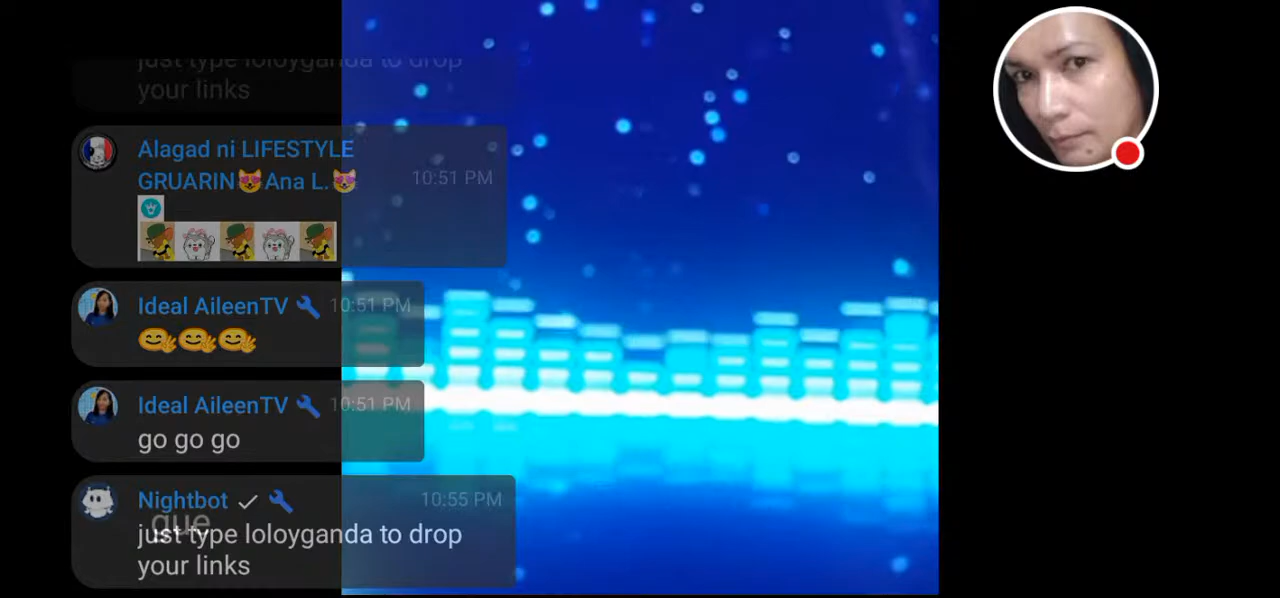 just type loloyganda to drop
your links
Alagad ni LIFESTYLE
GRUARIN😻Ana L.😻 10:51 PM
Ideal AileenTV 10:51 PM
😊👋😊👋😊👋
Ideal AileenTV 10:51 PM
go go go
Nightbot 10:55 PM
que
just type loloyganda to drop
your links